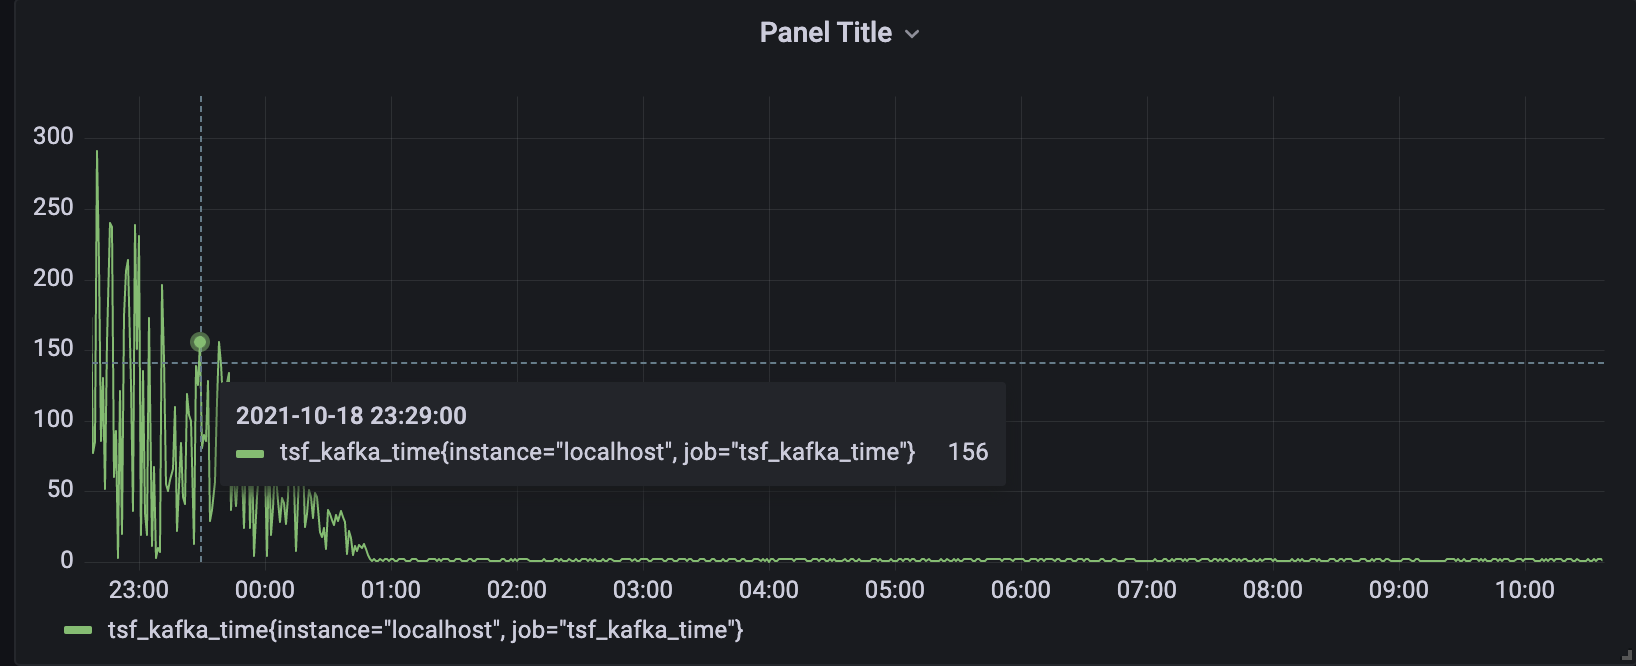 Panel Title
300
250
200
150
100
50
0
2021-10-18 23:29:00
tsf_kafka_time{instance="localhost", job="tsf_kafka_time"} 156
23:00 00:00 01:00 02:00 03:00 04:00 05:00 06:00 07:00 08:00 09:00 10:00
tsf_kafka_time{instance="localhost", job="tsf_kafka_time"}